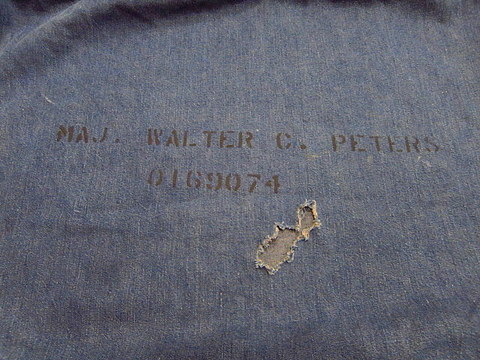 MAJ. WALTER C. PETERS
0169074